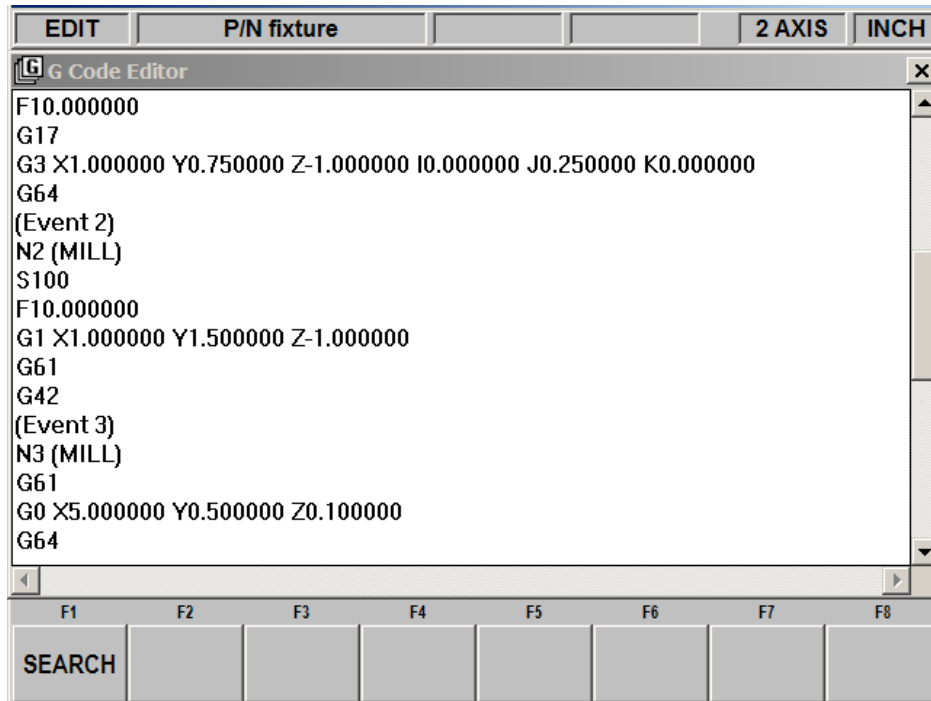 EDIT P/N fixture 2 AXIS INCH
G G Code Editor
F10.000000
G17
G3 X1.000000 Y0.750000 Z-1.000000 I0.000000 J0.250000 K0.000000
G64
(Event 2)
N2 (MILL)
S100
F10.000000
G1 X1.000000 Y1.500000 Z-1.000000
G61
G42
(Event 3)
N3 (MILL)
G61
G0 X5.000000 Y0.500000 Z0.100000
G64
F1 F2 F3 F4 F5 F6 F7 F8
SEARCH